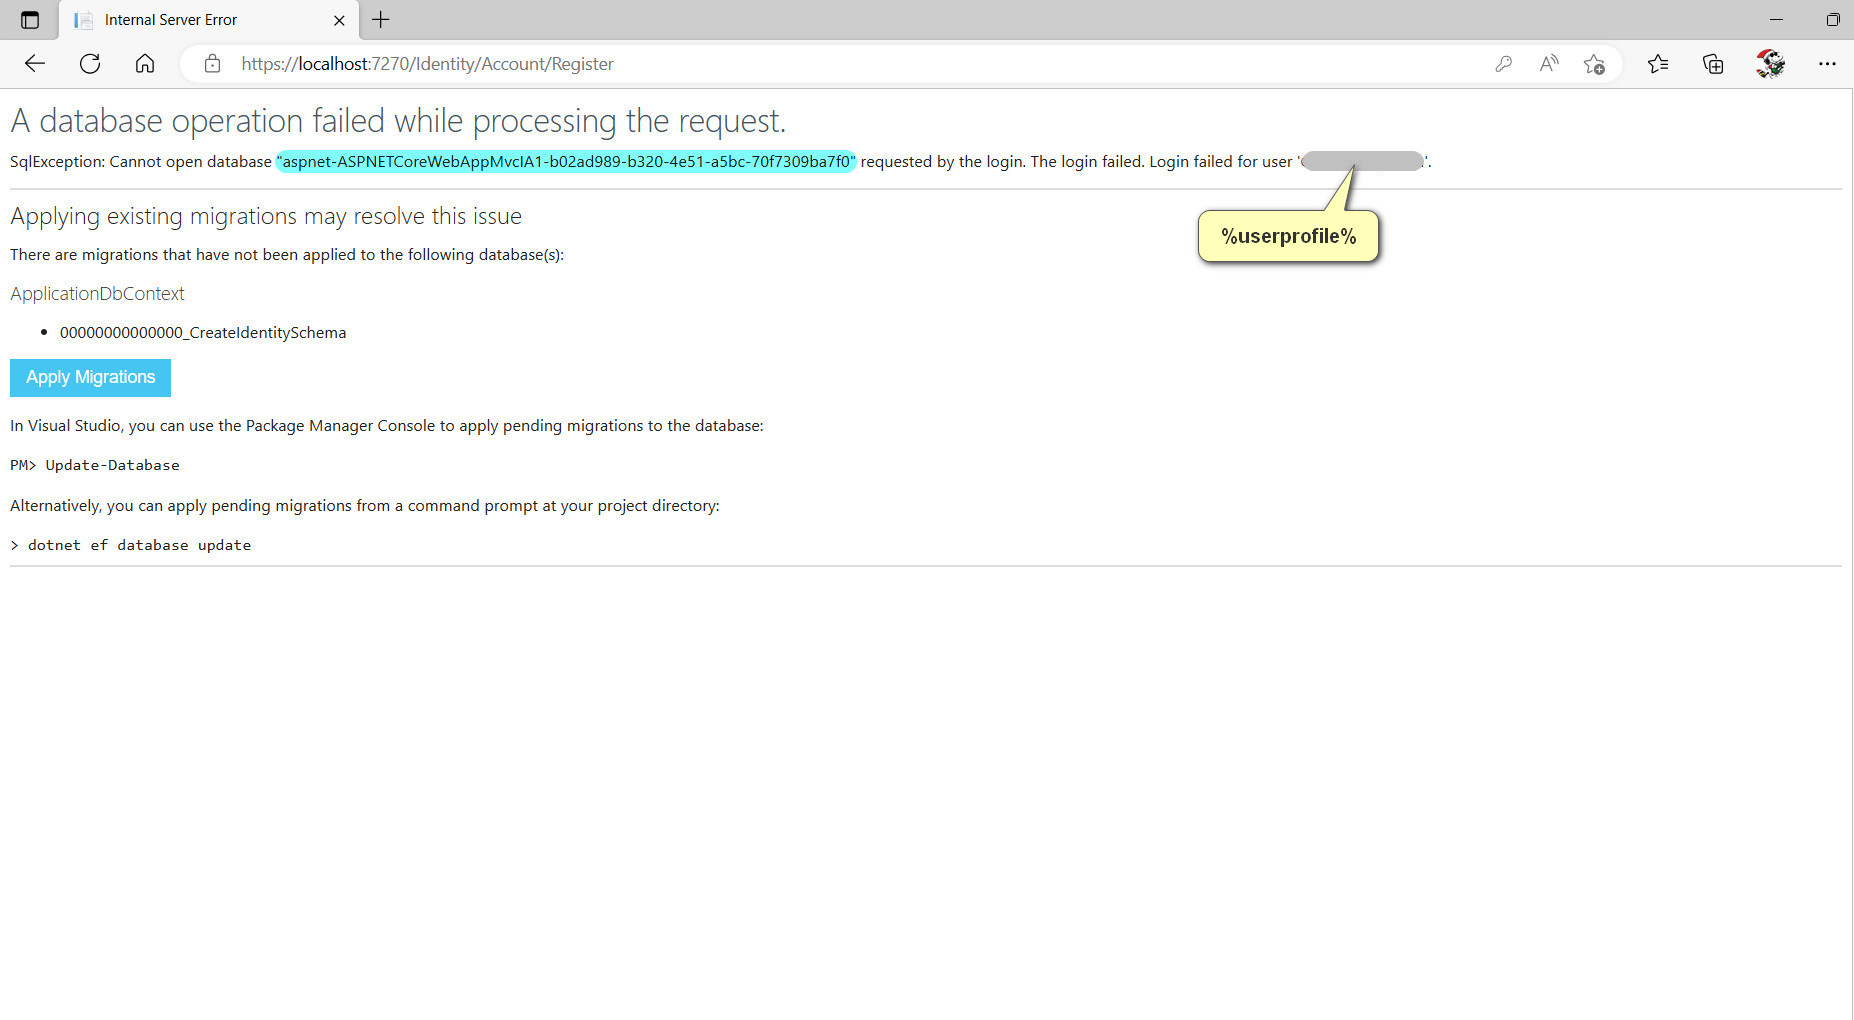 Internal Server Error
https://localhost:7270/Identity/Account/Register
A database operation failed while processing the request.
SqlException: Cannot open database "aspnet-ASPNETCoreWebAppMvcIA1-b02ad989-b320-4e51-a5bc-70f7309ba7f0" requested by the login. The login failed. Login failed for user ' '.
%userprofile%
Applying existing migrations may resolve this issue
There are migrations that have not been applied to the following database(s):
ApplicationDbContext
• 00000000000000_CreateIdentitySchema
Apply Migrations
In Visual Studio, you can use the Package Manager Console to apply pending migrations to the database:
PM> Update-Database
Alternatively, you can apply pending migrations from a command prompt at your project directory:
> dotnet ef database update